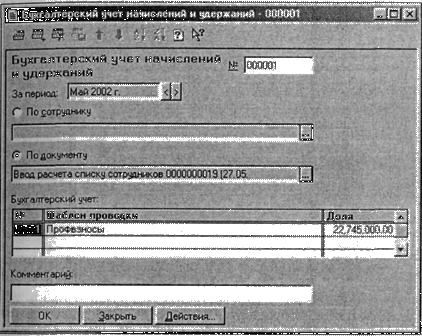 Бухгалтерский учет начислений и удержаний - 000001
Бухгалтерский учет начислений
и удержаний
№ 000001
За период: Май 2002 г.
По сотруднику
По документу
Ввод расчета списку сотрудников 0000000019 (27.05.
Бухгалтерский учет:
№ Шаблон проводки Доля
Профвзносы 22,745,000.00
Комментарий:
OK Закрыть Действия...